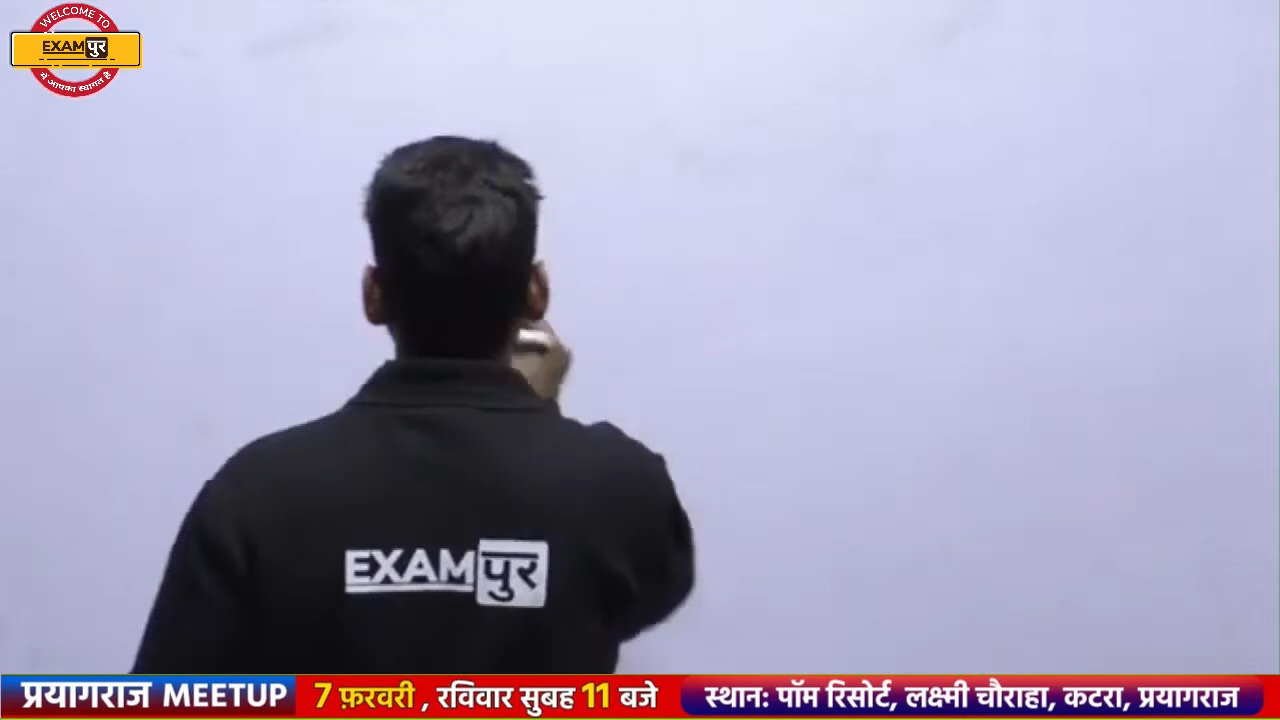 WELCOME TO
EXAMपुर
में आपका स्वागत है
EXAMपुर
प्रयागराज MEETUP
7 फ़रवरी , रविवार सुबह 11 बजे
स्थान: पॉम रिसोर्ट, लक्ष्मी चौराहा, कटरा, प्रयागराज